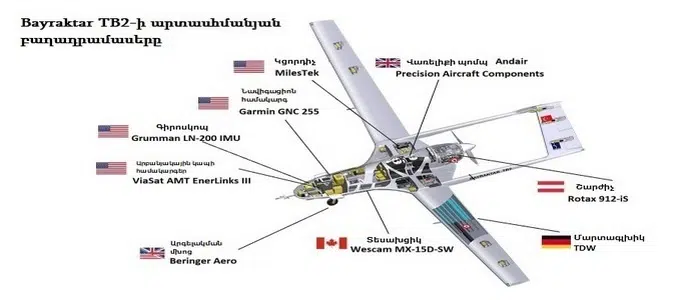 Bayraktar TB2-ի արտասհմանյան
բաղադրամասերը
Կցորդիչ
MilesTek
Վառելիքի պոմպ Andair
Precision Aircraft Components
Նավիգացիոն
համակարգ
Garmin GNC 255
Գիրոսկոպ
Grumman LN-200 IMU
Արբանյակային կապի
համակարգեր
ViaSat AMT EnerLinks III
Շարժիչ
Rotax 912-iS
Արգելակման
մխոց
Beringer Aero
Տեսախցիկ
Wescam MX-15D-SW
Մարտագլխիկ
TDW